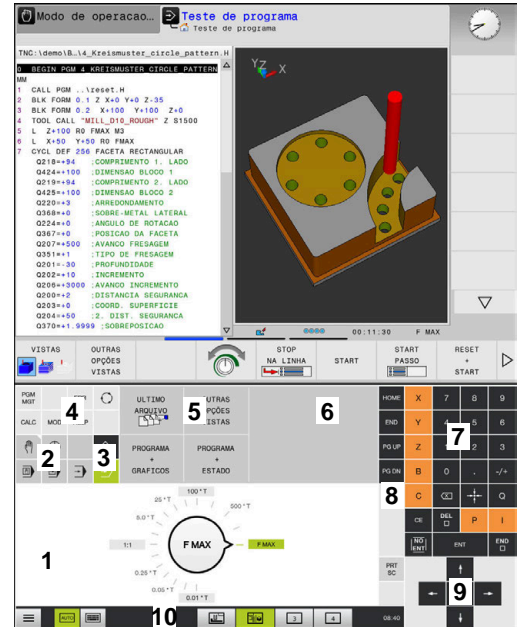 Modo de operacao... Teste de programa
Teste de programa
TNC:\demo\B…\4_Kreismuster_circle_pattern.H
0 BEGIN PGM 4_KREISMUSTER_CIRCLE_PATTERN
MM
1 CALL PGM ..\reset.H
2 BLK FORM 0.1 Z X+0 Y+0 Z-35
3 BLK FORM 0.2 X+100 Y+100 Z+0
4 TOOL CALL "MILL_D10_ROUGH" Z S1500
5 L Z+100 R0 FMAX M3
6 L X+50 Y+50 R0 FMAX
7 CYCL DEF 256 FACETA RECTANGULAR
Q218=+94 ;COMPRIMENTO 1. LADO
Q424=+100 ;DIMENSAO BLOCO 1
Q219=+94 ;COMPRIMENTO 2. LADO
Q425=+100 ;DIMENSAO BLOCO 2
Q220=+3 ;ARREDONDAMENTO
Q368=+0 ;SOBRE-METAL LATERAL
Q224=+0 ;ANGULO DE ROTACAO
Q367=+0 ;POSICAO DA FACETA
Q207=+500 ;AVANCO FRESAGEM
Q351=+1 ;TIPO DE FRESAGEM
Q201=-30 ;PROFUNDIDADE
Q202=+10 ;INCREMENTO
Q206=+3000 ;AVANCO INCREMENTO
Q200=+2 ;DISTANCIA SEGURANCA
Q203=+0 ;COORD. SUPERFICIE
Q204=+50 ;2. DIST. SEGURANCA
Q370=+1.9999 ;SOBREPOSICAO
Z Y X
00:11:30 F MAX
VISTAS
OUTRAS
OPÇÕES
VISTAS
STOP
NA LINHA
START
START
PASSO
RESET
+
START
PGM
MGT
CALC MOD
4
ULTIMO
ARQUIVO
5
6
2
3
PROGRAMA
+
GRAFICOS
PROGRAMA
+
ESTADO
HOME X 7 8 9
END Y 4 5 6
PG UP Z 1 2 3
7
PG DN B 0 . -/+
8
C Q
CE DEL P I
NO
ENT
ENT
END
PRT
SC
9
1
100 *T
25 *T 500 *T
5.0 *T
1:1 F MAX F MAX
0.25 *T
0.05 *T
0.01 *T
AUTO
10
3 4
08:40